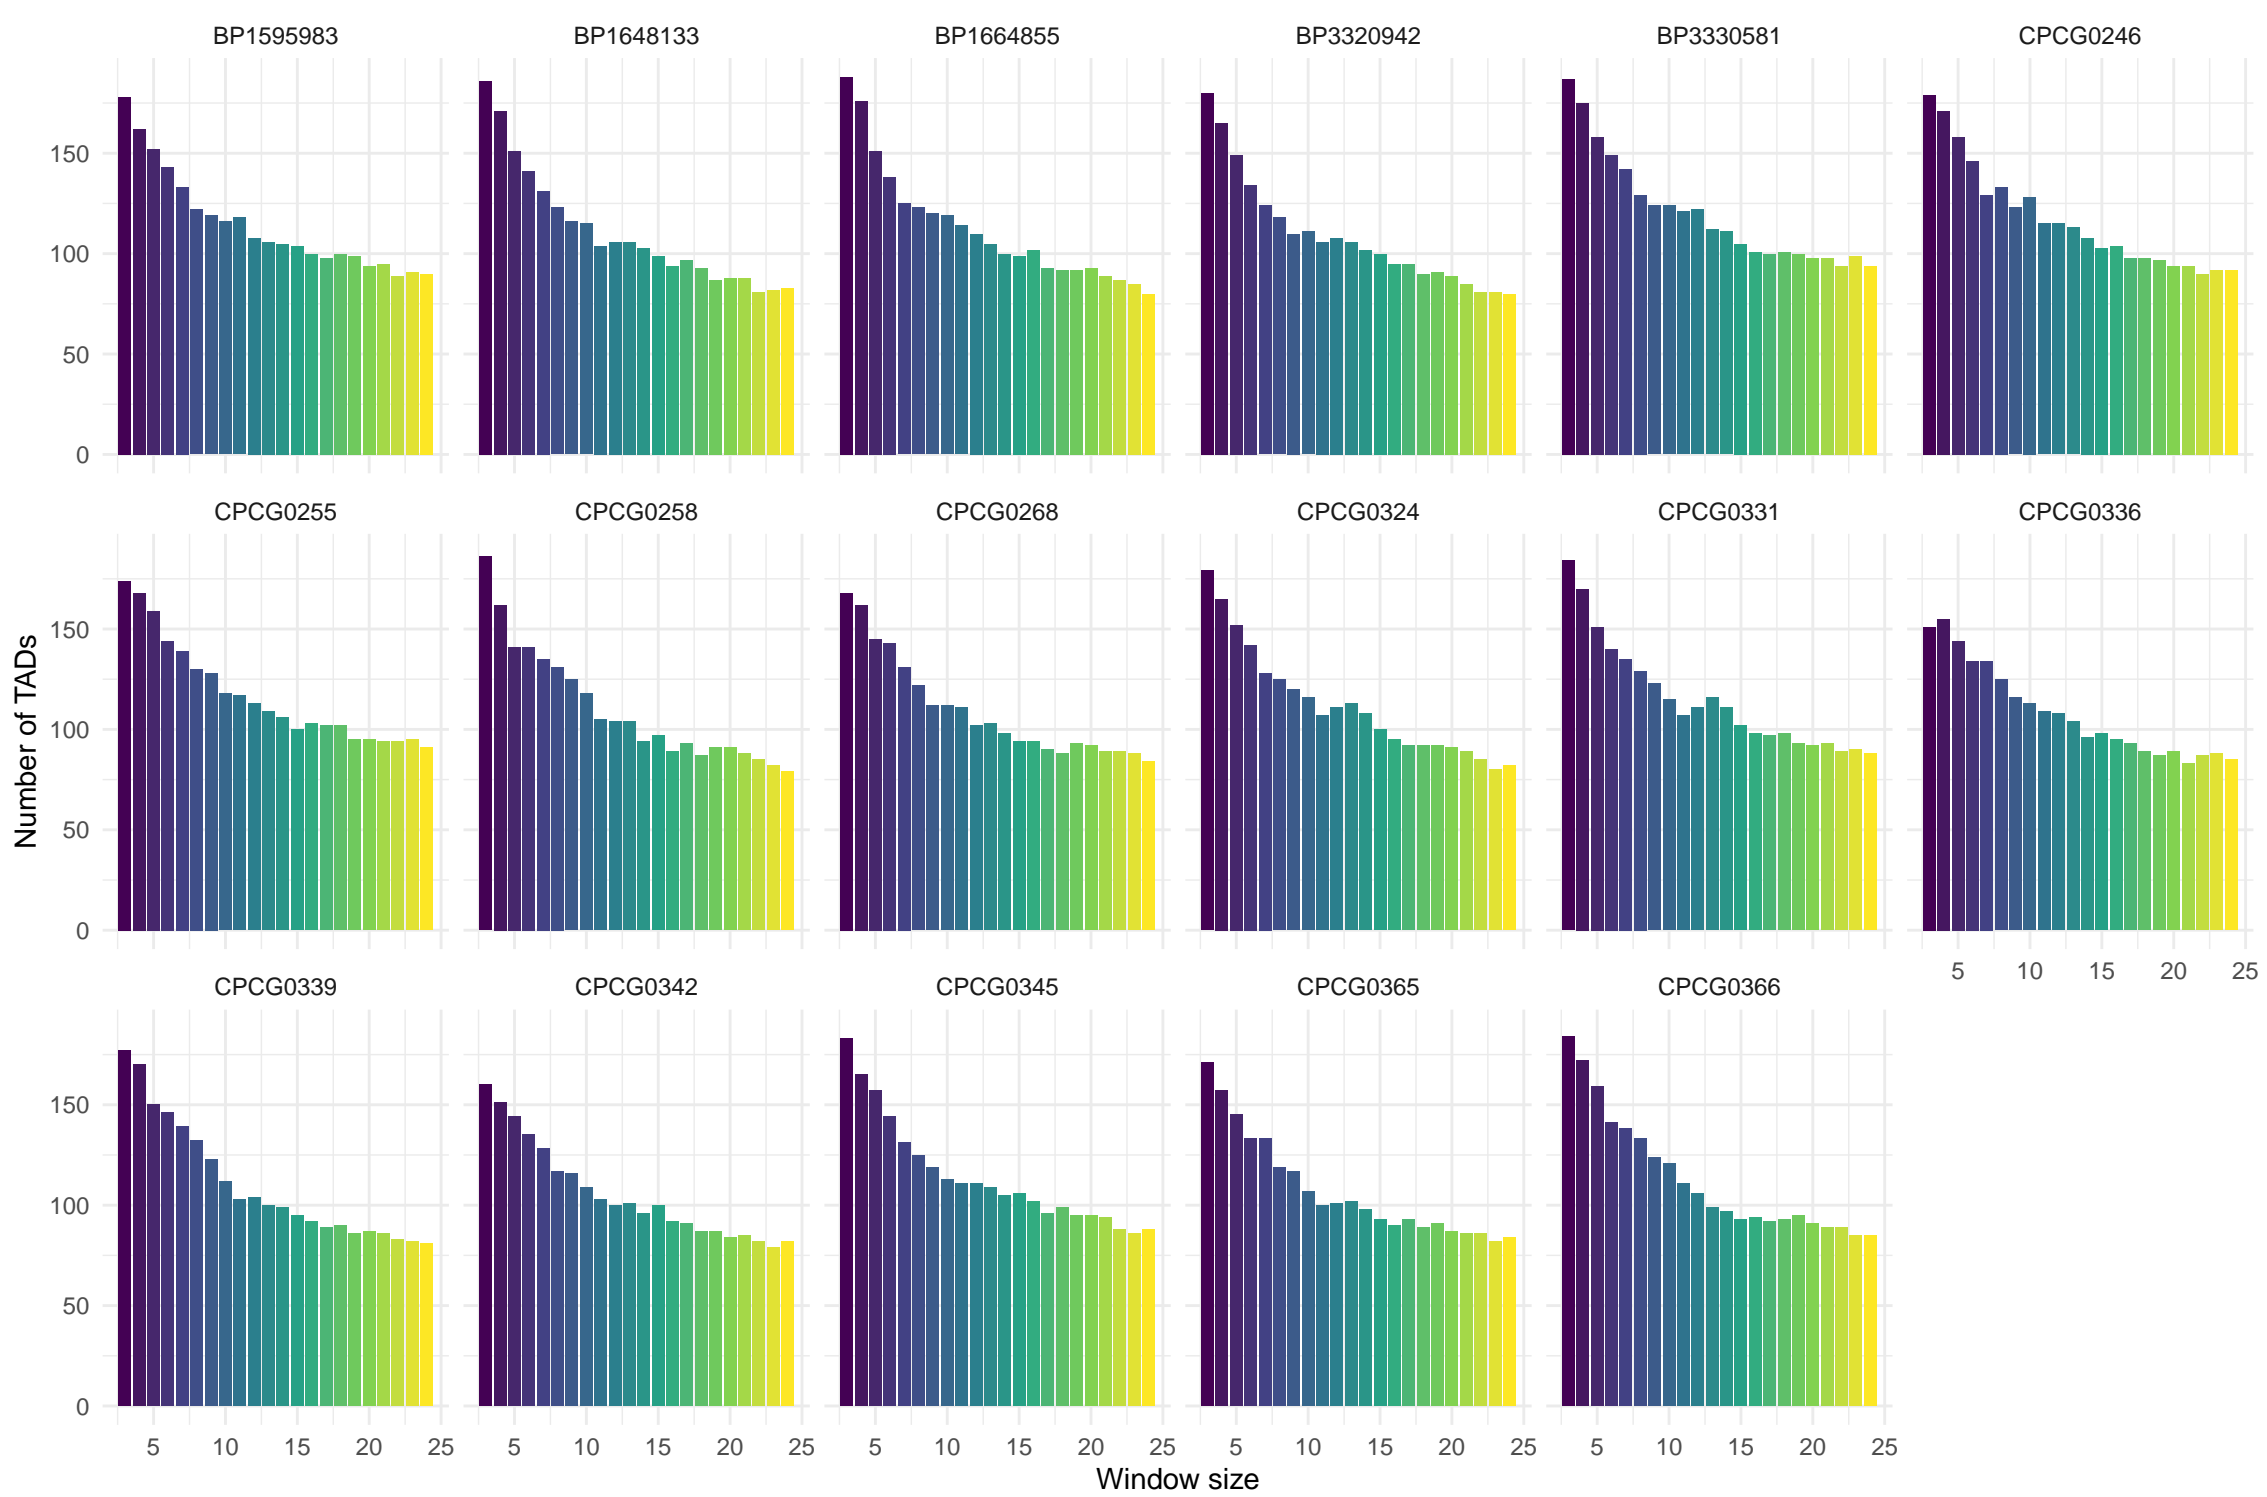 BP1595983 BP1648133 BP1664855 BP3320942 BP3330581 CPCG0246
150
100
50
0
CPCG0255 CPCG0258 CPCG0268 CPCG0324 CPCG0331 CPCG0336
150
100
50
0
5 10 15 20 25
Number of TADs
CPCG0339 CPCG0342 CPCG0345 CPCG0365 CPCG0366
150
100
50
0
5 10 15 20 25 5 10 15 20 25 5 10 15 20 25 5 10 15 20 25 5 10 15 20 25
Window size